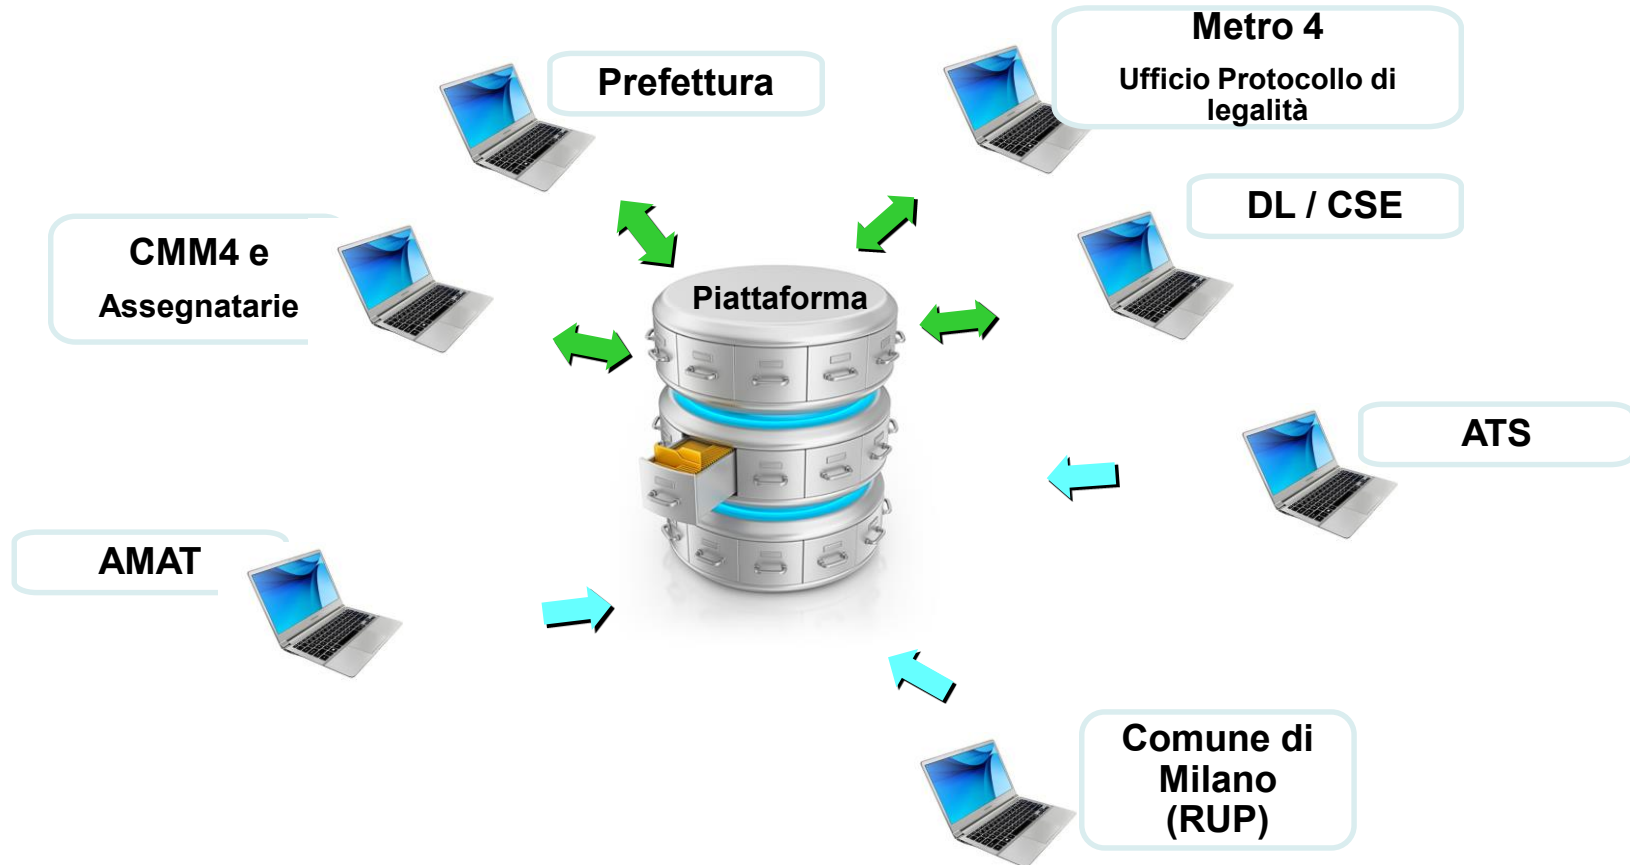 Metro 4
Ufficio Protocollo di
legalità
Prefettura
DL / CSE
CMM4 e
Assegnatarie
Piattaforma
ATS
AMAT
Comune di
Milano
(RUP)